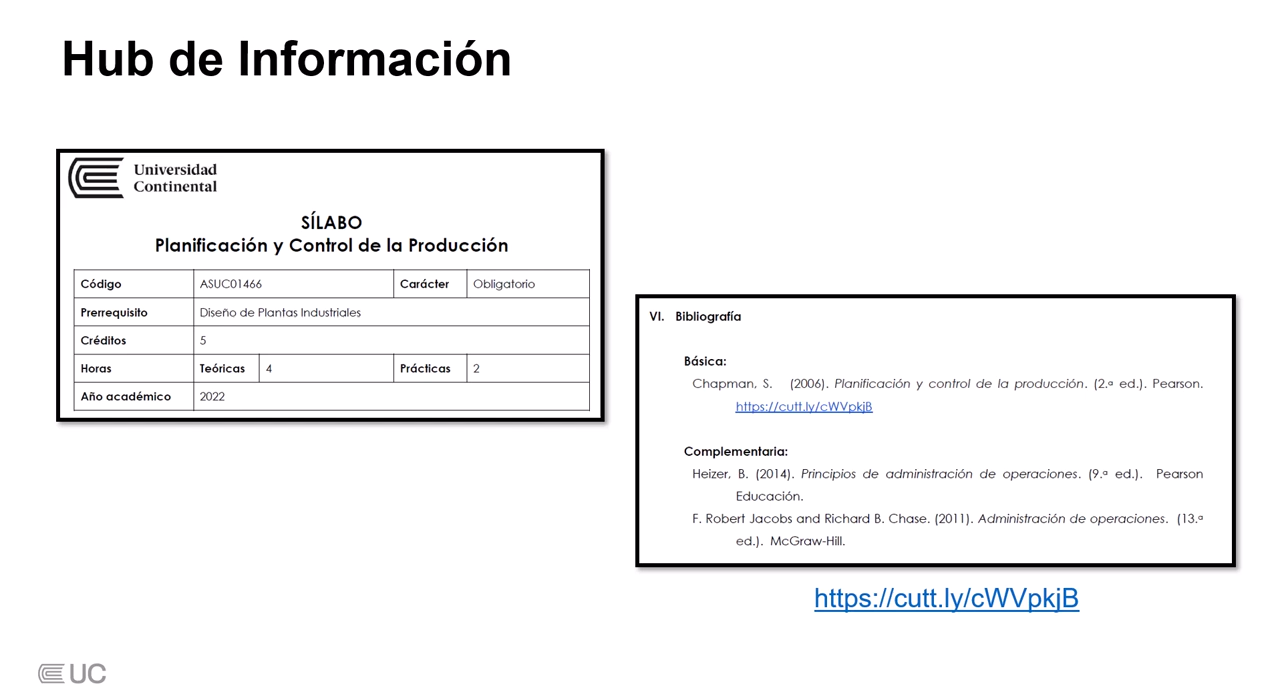 Hub de Información
Universidad
Continental
SÍLABO
Planificación y Control de la Producción
Código ASUC01466 Carácter Obligatorio
Prerrequisito Diseño de Plantas Industriales
Créditos 5
Horas Teóricas 4 Prácticas 2
Año académico 2022
VI. Bibliografía
Básica:
Chapman, S. (2006). Planificación y control de la producción. (2.ª ed.). Pearson.
https://cutt.ly/cWVpkjB
Complementaria:
Heizer, B. (2014). Principios de administración de operaciones. (9.ª ed.). Pearson
Educación.
F. Robert Jacobs and Richard B. Chase. (2011). Administración de operaciones. (13.ª
ed.). McGraw-Hill.
https://cutt.ly/cWVpkjB
UC